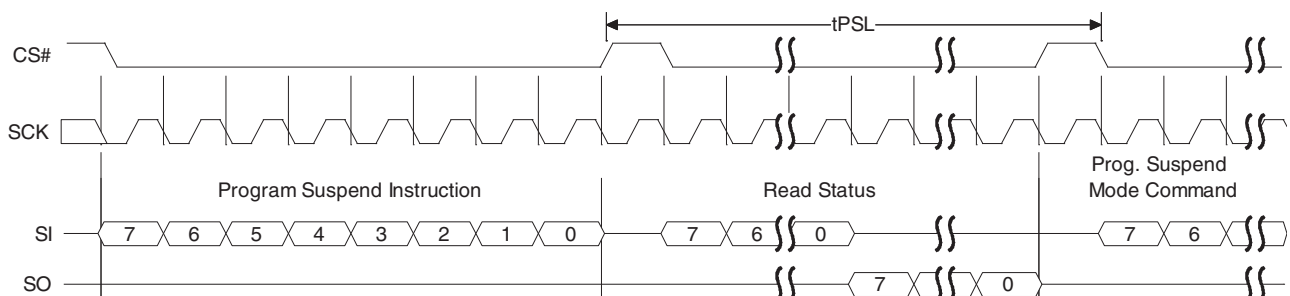 tPSL
CS#
SCK
Program Suspend Instruction
Read Status
Prog. Suspend
Mode Command
SI 7 6 5 4 3 2 1 0 7 6 0 7 6
SO 7 0